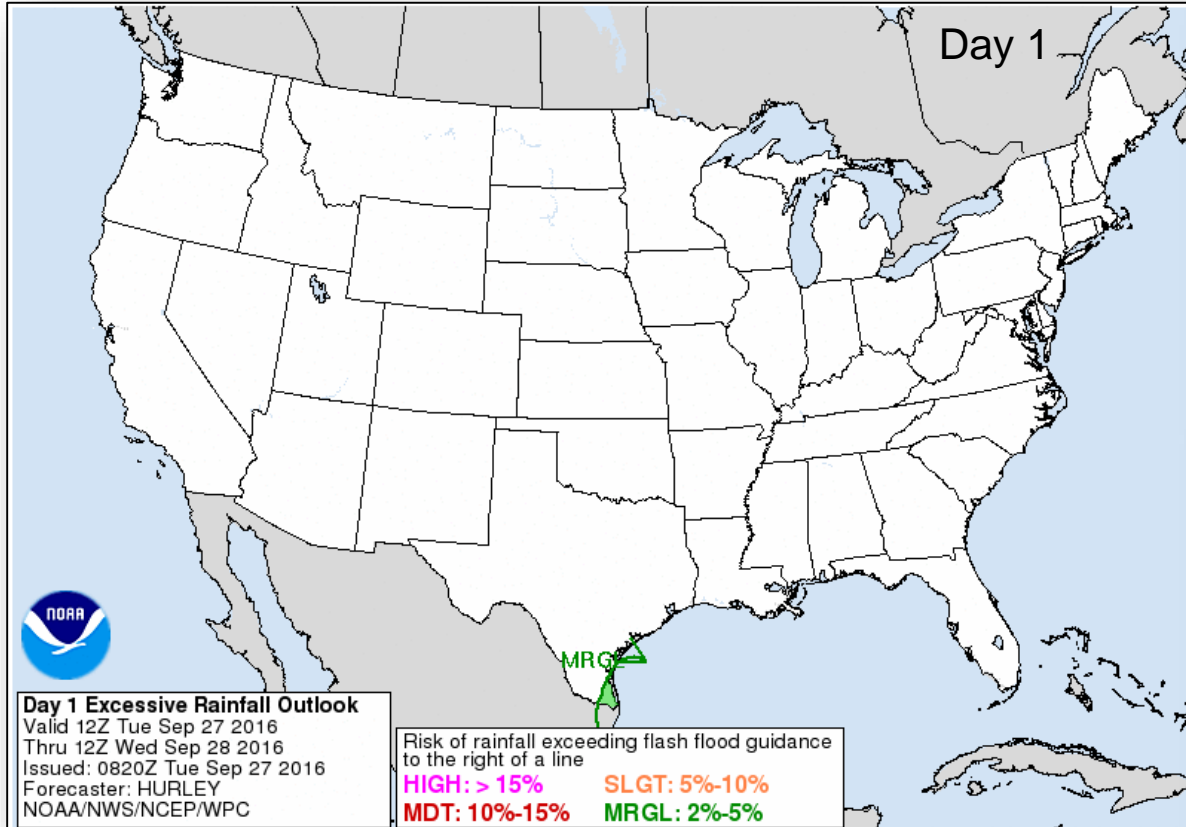 Day 1
MRGL
NOAA
Day 1 Excessive Rainfall Outlook
Valid 12Z Tue Sep 27 2016
Thru 12Z Wed Sep 28 2016
Issued: 0820Z Tue Sep 27 2016
Forecaster: HURLEY
NOAA/NWS/NCEP/WPC
Risk of rainfall exceeding flash flood guidance
to the right of a line
HIGH: > 15% SLGT: 5%-10%
MDT: 10%-15% MRGL: 2%-5%